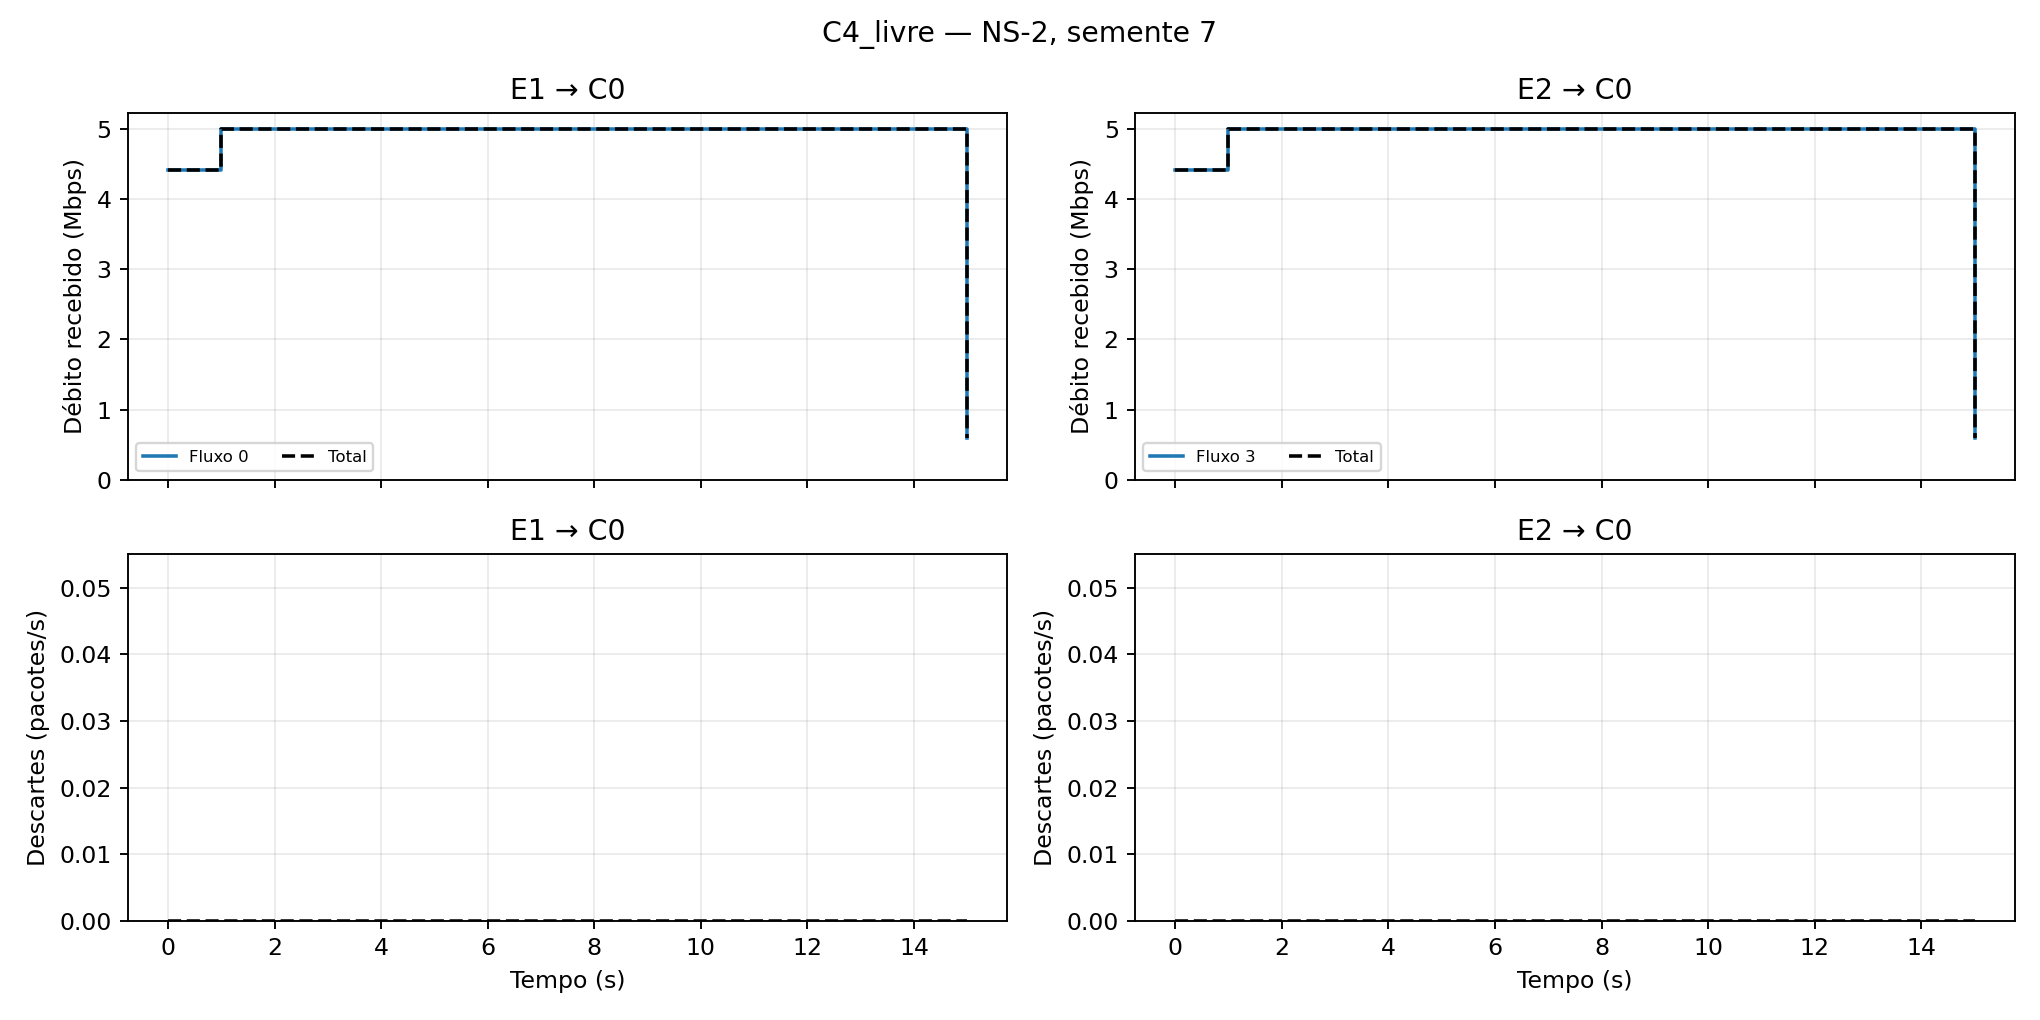 C4_livre — NS-2, semente 7
E1 → C0
Débito recebido (Mbps)
5
4
3
2
1
0
Fluxo 0
Total
E2 → C0
Débito recebido (Mbps)
5
4
3
2
1
0
Fluxo 3
Total
E1 → C0
Descartes (pacotes/s)
0.05
0.04
0.03
0.02
0.01
0.00
0 2 4 6 8 10 12 14
Tempo (s)
E2 → C0
Descartes (pacotes/s)
0.05
0.04
0.03
0.02
0.01
0.00
0 2 4 6 8 10 12 14
Tempo (s)